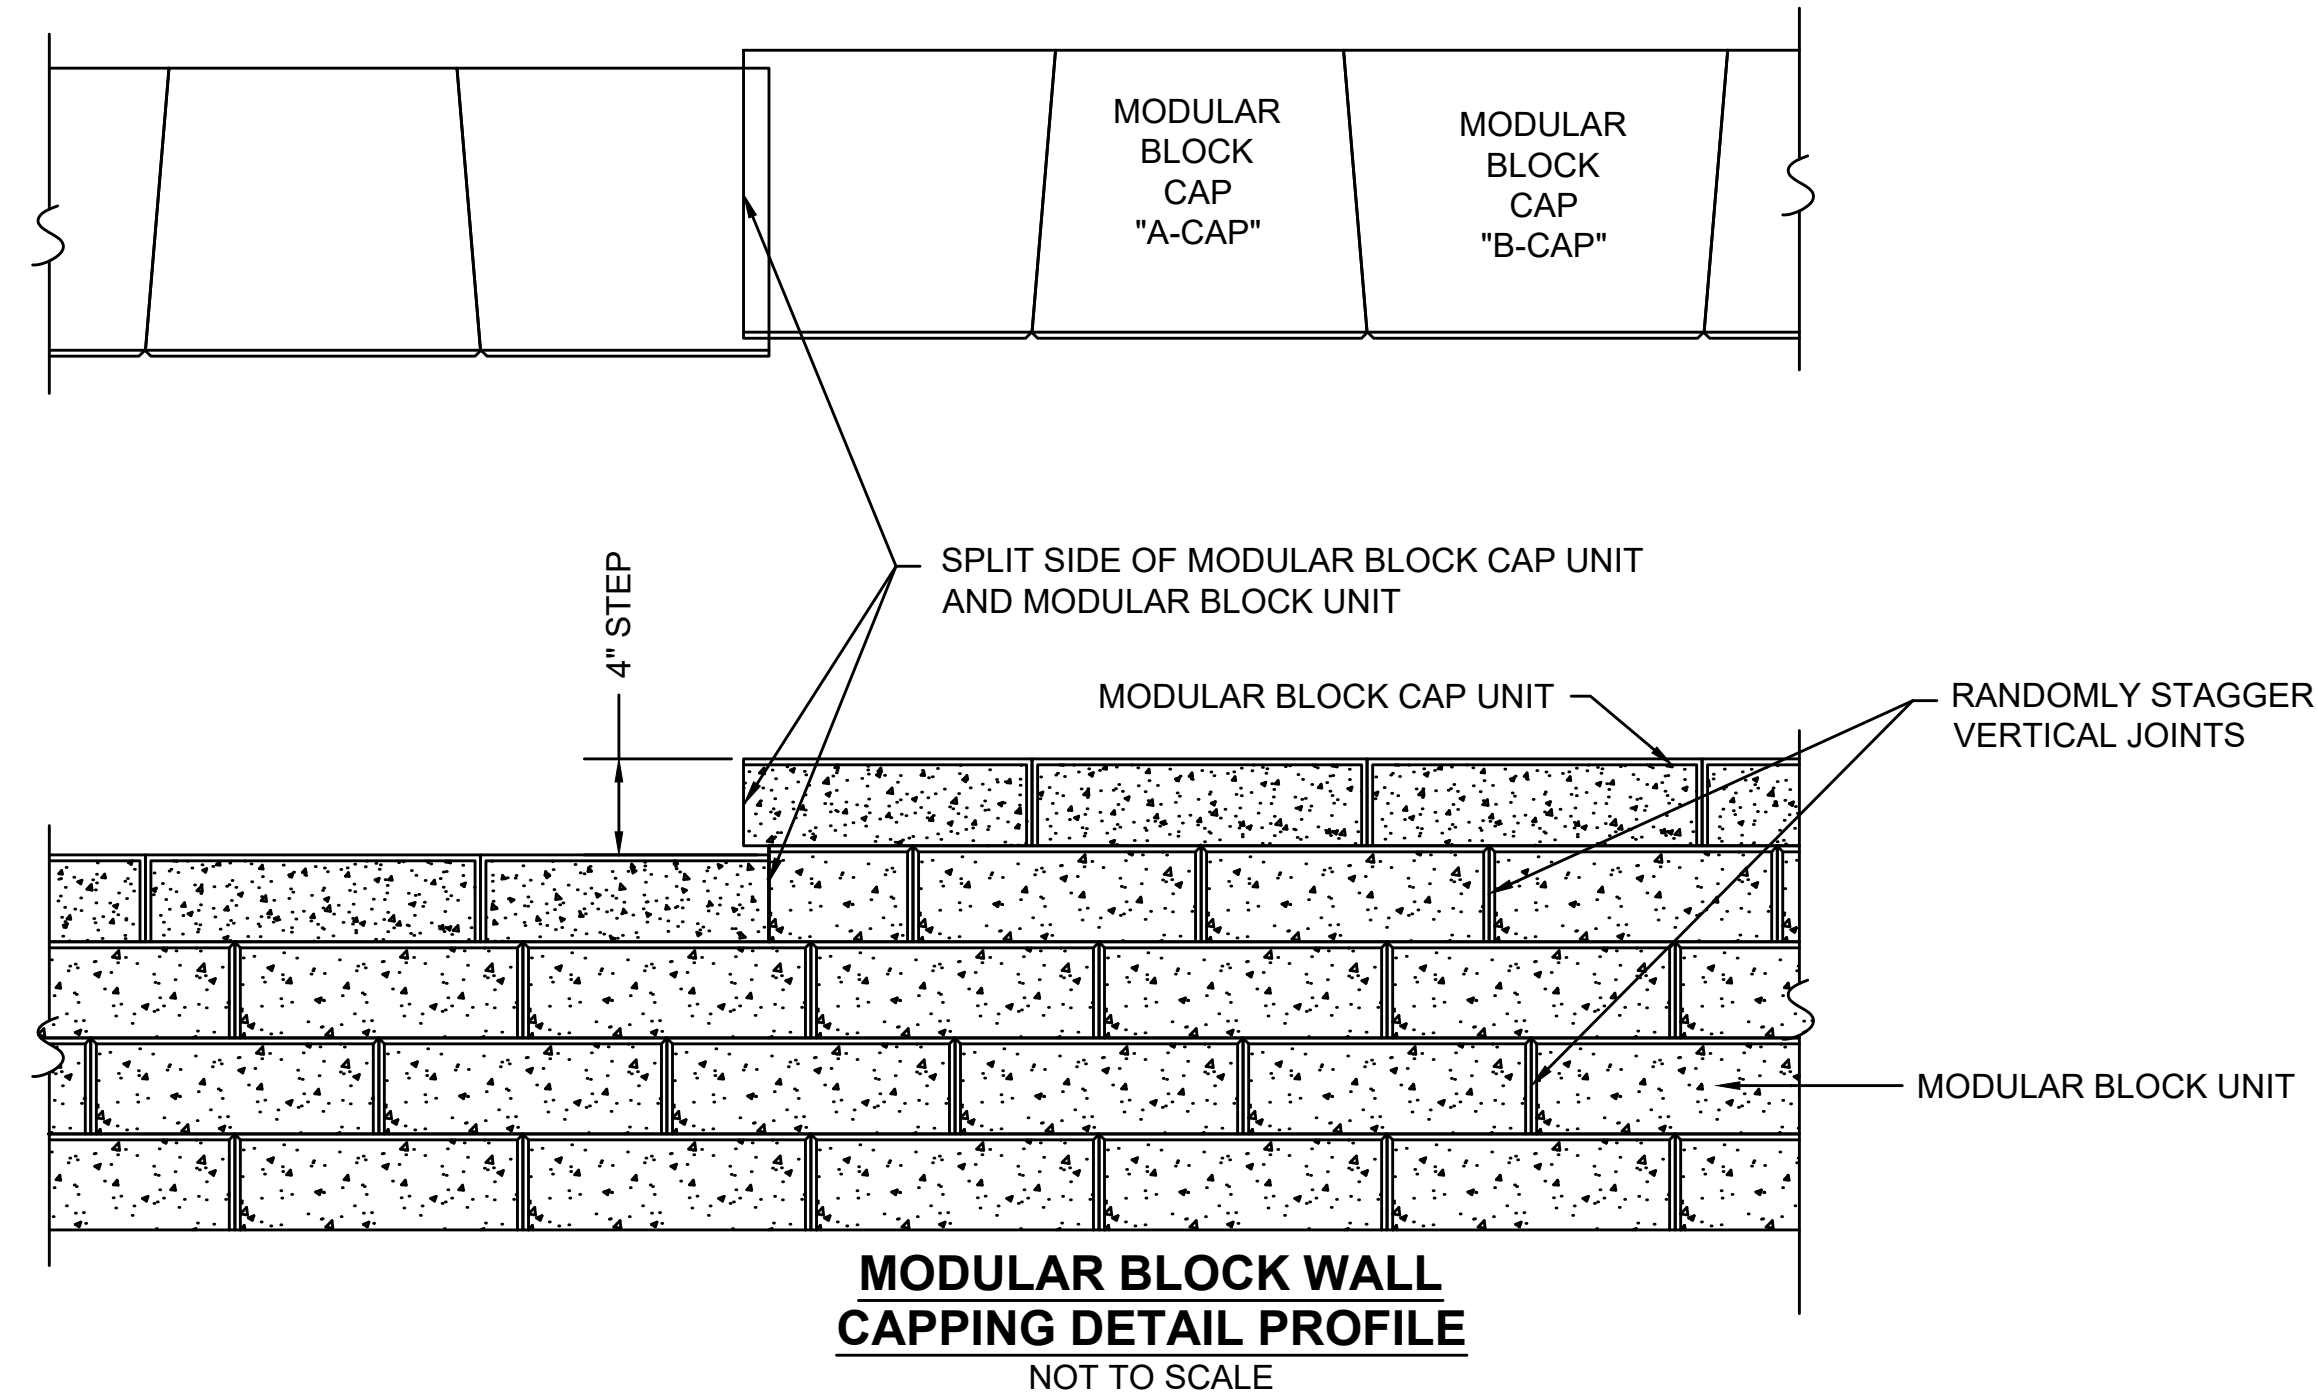 MODULAR
BLOCK
CAP
"A-CAP"
MODULAR
BLOCK
CAP
"B-CAP"
SPLIT SIDE OF MODULAR BLOCK CAP UNIT
AND MODULAR BLOCK UNIT
4" STEP
MODULAR BLOCK CAP UNIT
RANDOMLY STAGGER
VERTICAL JOINTS
MODULAR BLOCK UNIT
MODULAR BLOCK WALL
CAPPING DETAIL PROFILE
NOT TO SCALE